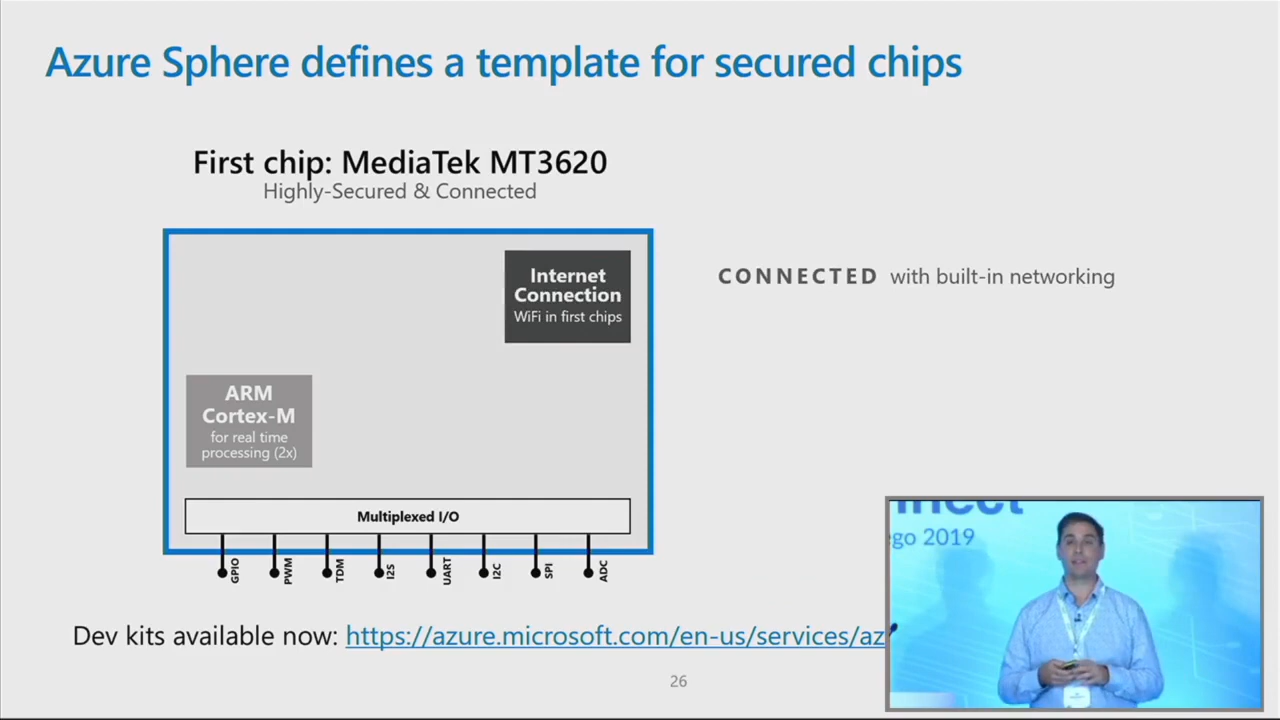 Azure Sphere defines a template for secured chips
First chip: MediaTek MT3620
Highly-Secured & Connected
Internet
Connection
WiFi in first chips
CONNECTED with built-in networking
ARM
Cortex-M
for real time
processing (2x)
Multiplexed I/O
GPIO
PWM
TDM
I2S
UART
I2C
SPI
ADC
Dev kits available now: https://azure.microsoft.com/en-us/services/az
26
2019